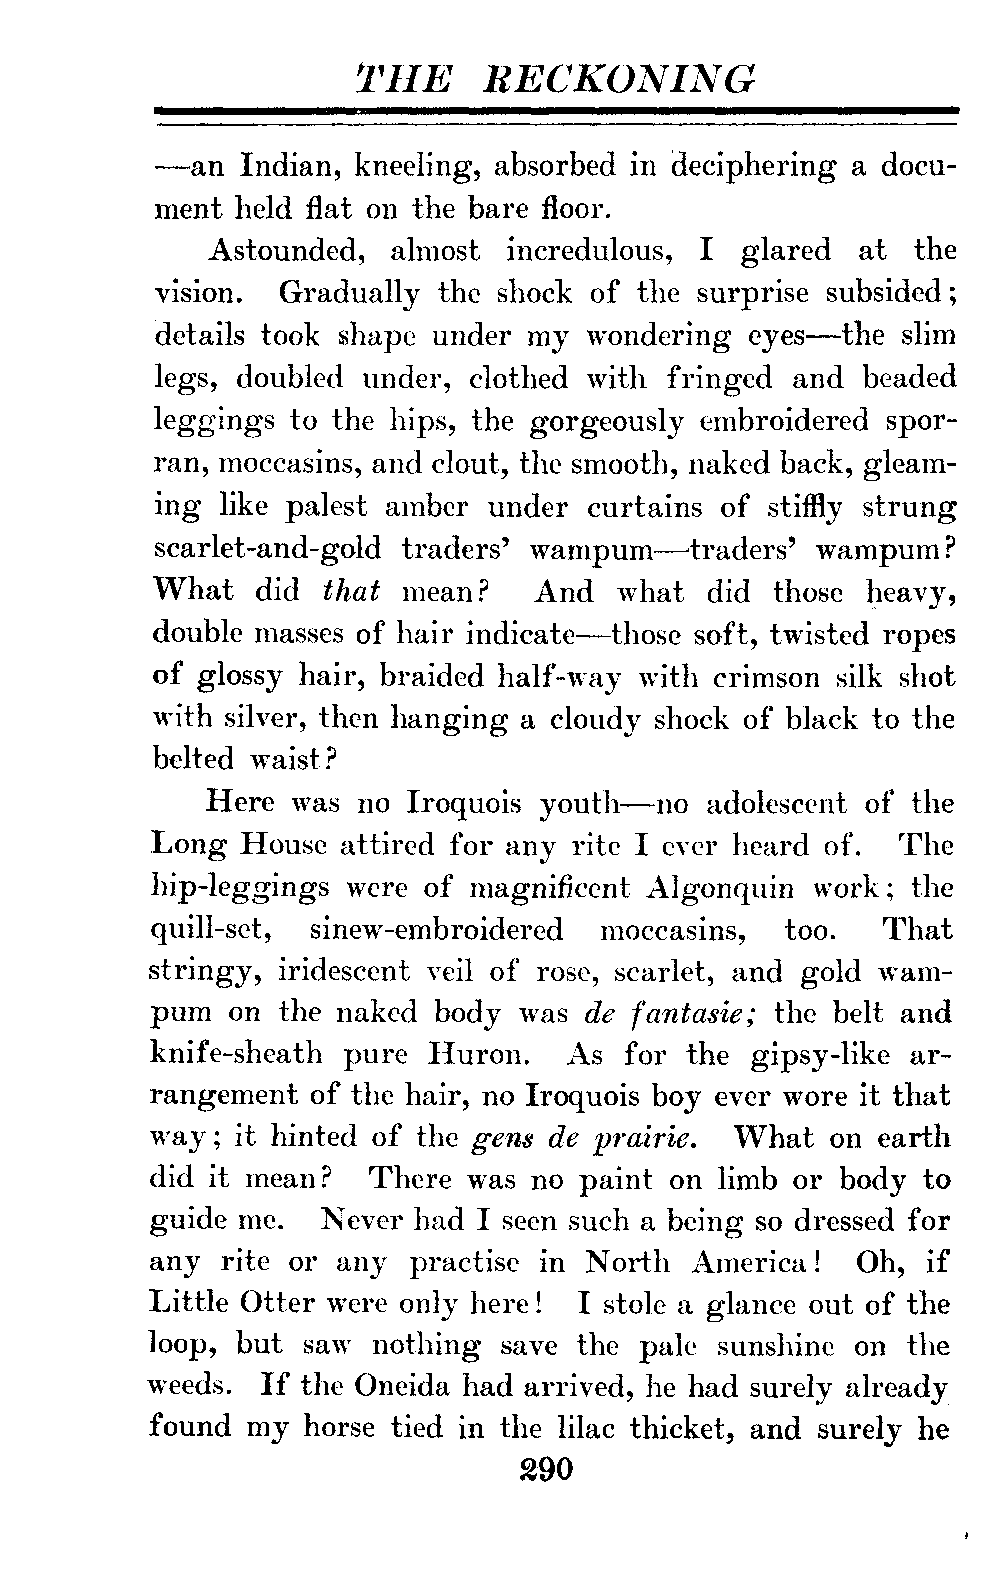 THE RECKONING
—an Indian, kneeling, absorbed in deciphering a docu-
ment held flat on the bare floor.
Astounded, almost incredulous, I glared at the
vision. Gradually the shock of the surprise subsided;
details took shape under my wondering eyes—the slim
legs, doubled under, clothed with fringed and beaded
leggings to the hips, the gorgeously embroidered spor-
ran, moccasins, and clout, the smooth, naked back, gleam-
ing like palest amber under curtains of stiffly strung
scarlet-and-gold traders' wampum—traders' wampum?
What did that mean? And what did those heavy,
double masses of hair indicate—those soft, twisted ropes
of glossy hair, braided half-way with crimson silk shot
with silver, then hanging a cloudy shock of black to the
belted waist?
Here was no Iroquois youth—no adolescent of the
Long House attired for any rite I ever heard of. The
hip-leggings were of magnificent Algonquin work; the
quill-set, sinew-embroidered moccasins, too. That
stringy, iridescent veil of rose, scarlet, and gold wam-
pum on the naked body was de fantasie; the belt and
knife-sheath pure Huron. As for the gipsy-like ar-
rangement of the hair, no Iroquois boy ever wore it that
way; it hinted of the gens de prairie. What on earth
did it mean? There was no paint on limb or body to
guide me. Never had I seen such a being so dressed for
any rite or any practise in North America! Oh, if
Little Otter were only here! I stole a glance out of the
loop, but saw nothing save the pale sunshine on the
weeds. If the Oneida had arrived, he had surely already
found my horse tied in the lilac thicket, and surely he
290